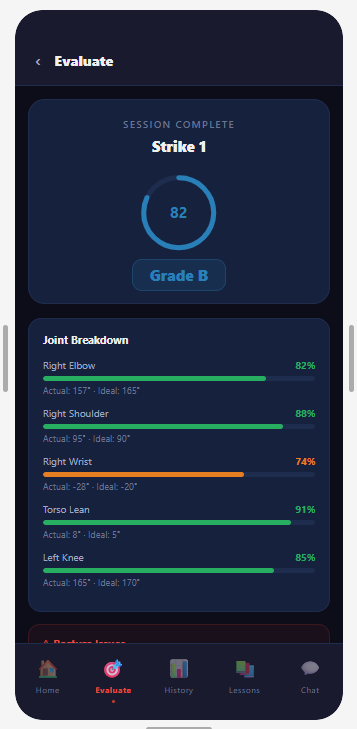 ‹ Evaluate
SESSION COMPLETE
Strike 1
82
Grade B
Joint Breakdown
Right Elbow 82%
Actual: 157° · Ideal: 165°
Right Shoulder 88%
Actual: 95° · Ideal: 90°
Right Wrist 74%
Actual: -28° · Ideal: -20°
Torso Lean 91%
Actual: 8° · Ideal: 5°
Left Knee 85%
Actual: 165° · Ideal: 170°
⚠ Posture Issues
Home Evaluate History Lessons Chat